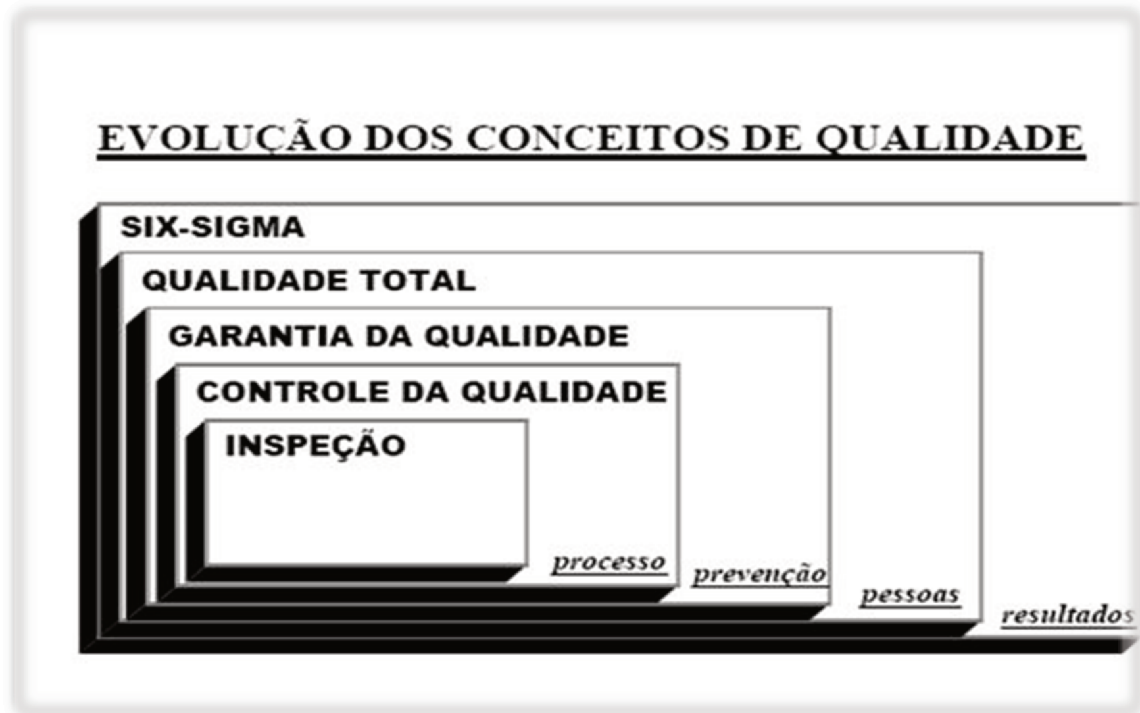 EVOLUÇÃO DOS CONCEITOS DE QUALIDADE
SIX-SIGMA
QUALIDADE TOTAL
GARANTIA DA QUALIDADE
CONTROLE DA QUALIDADE
INSPEÇÃO
processo
prevenção
pessoas
resultados